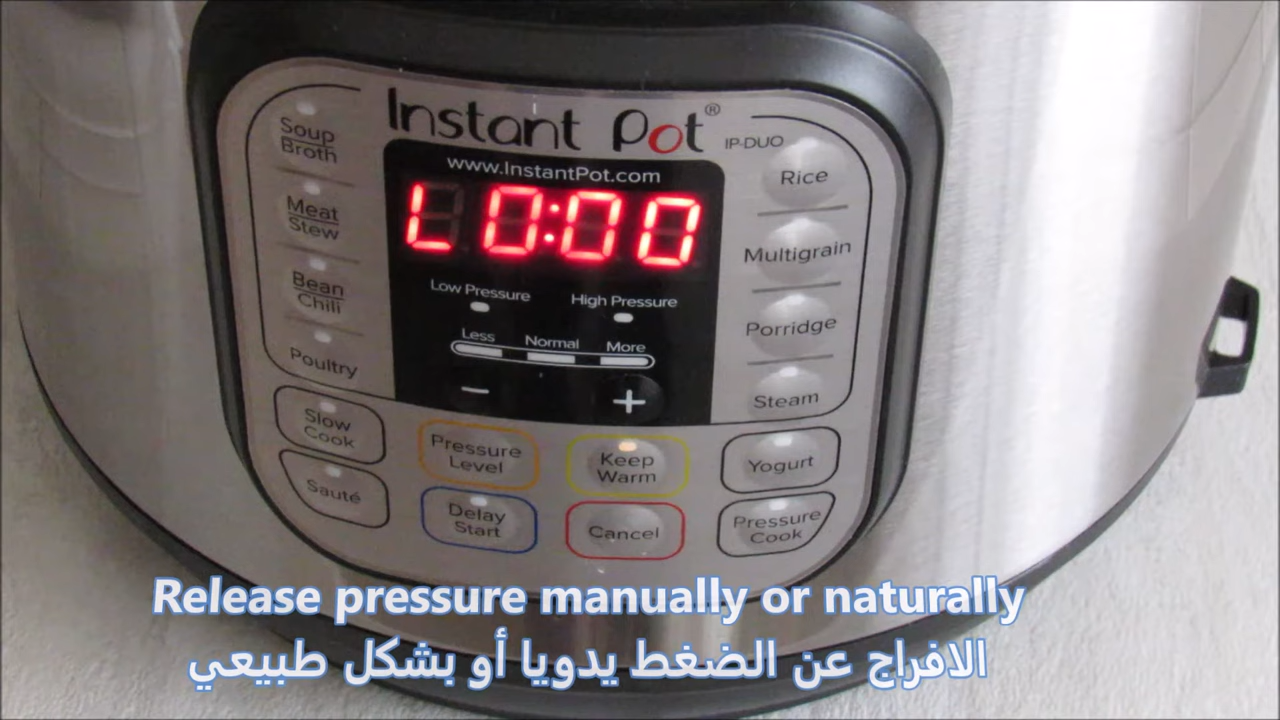 Instant Pot®
IP-DUO
www.InstantPot.com
L0:00
Low Pressure
High Pressure
Less
Normal
More
−
+
Soup
Broth
Meat
Stew
Bean
Chili
Poultry
Slow
Cook
Sauté
Pressure
Level
Keep
Warm
Delay
Start
Cancel
Rice
Multigrain
Porridge
Steam
Yogurt
Pressure
Cook
Release pressure manually or naturally
الافراج عن الضغط يدويا أو بشكل طبيعي